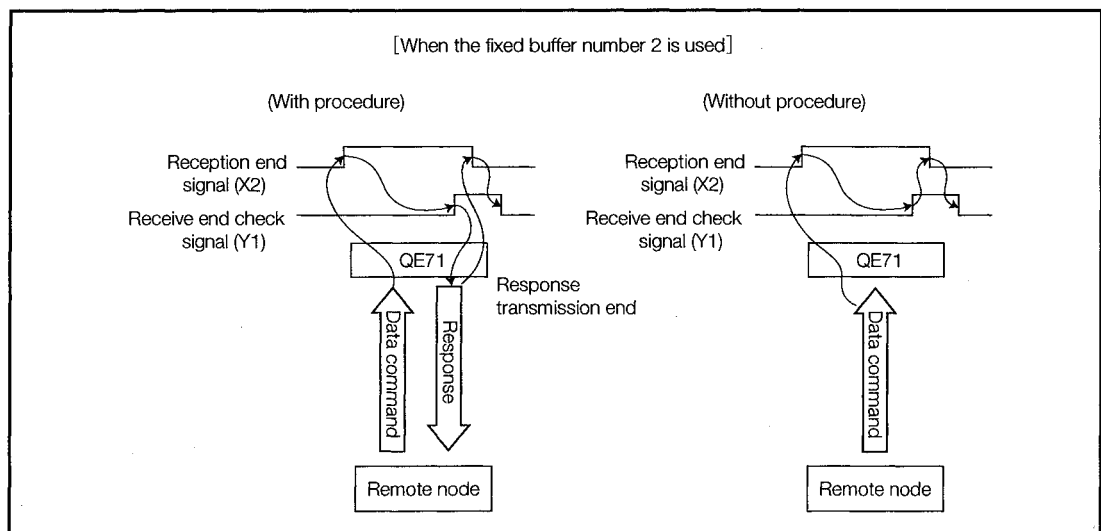 [When the fixed buffer number 2 is used]
(With procedure)
Reception end
signal (X2)
Receive end check
signal (Y1)
QE71
Response
transmission end
Data command
Response
Remote node
(Without procedure)
Reception end
signal (X2)
Receive end check
signal (Y1)
QE71
Data command
Remote node